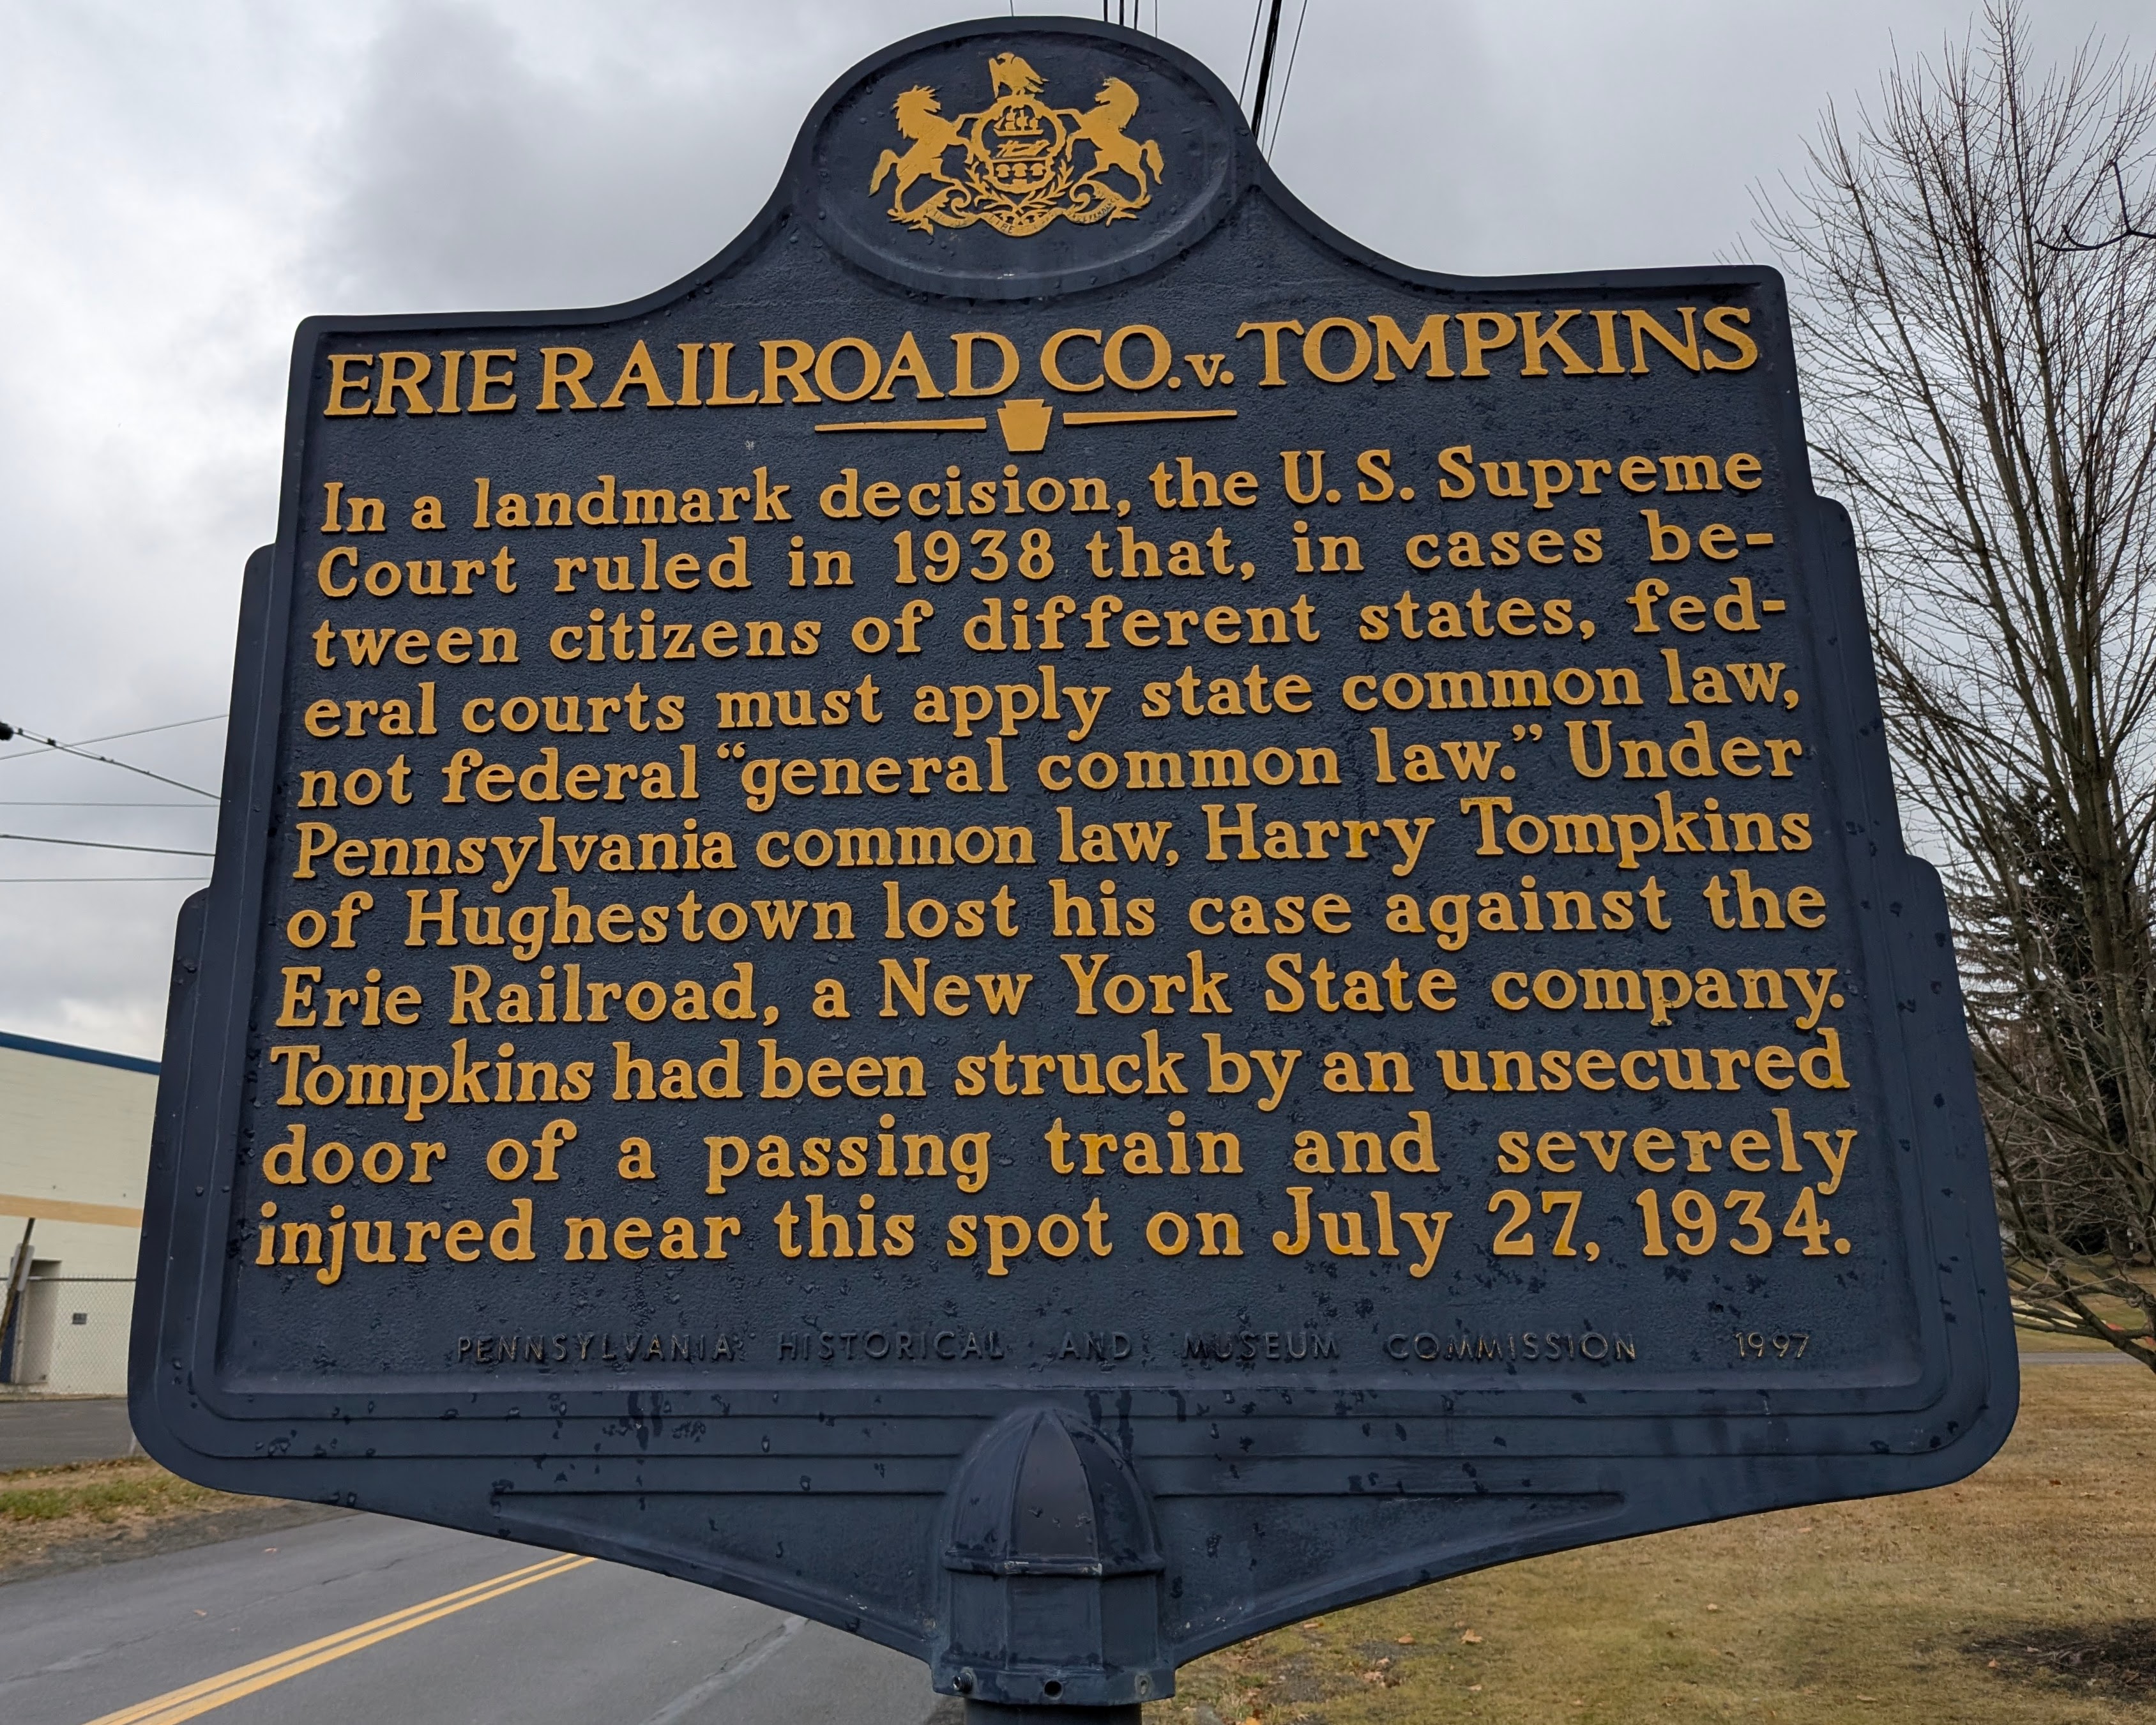 ERIE RAILROAD CO. v. TOMPKINS
In a landmark decision, the U.S. Supreme
Court ruled in 1938 that, in cases be-
tween citizens of different states, fed-
eral courts must apply state common law,
not federal “general common law.” Under
Pennsylvania common law, Harry Tompkins
of Hughestown lost his case against the
Erie Railroad, a New York State company.
Tompkins had been struck by an unsecured
door of a passing train and severely
injured near this spot on July 27, 1934.
PENNSYLVANIA HISTORICAL AND MUSEUM COMMISSION 1997